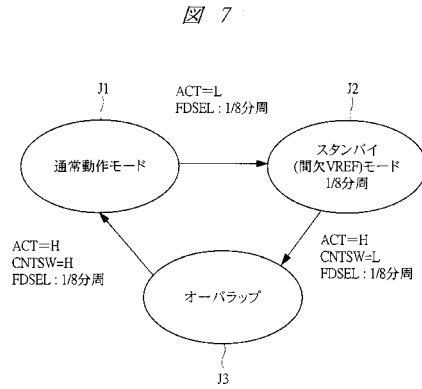 図 7
J1
ACT=L
FDSEL : 1/8分周
J2
通常動作モード
スタンバイ
(間欠VREF)モード
1/8分周
ACT=H
CNTSW=H
FDSEL : 1/8分周
ACT=H
CNTSW=L
FDSEL : 1/8分周
オーバラップ
J3